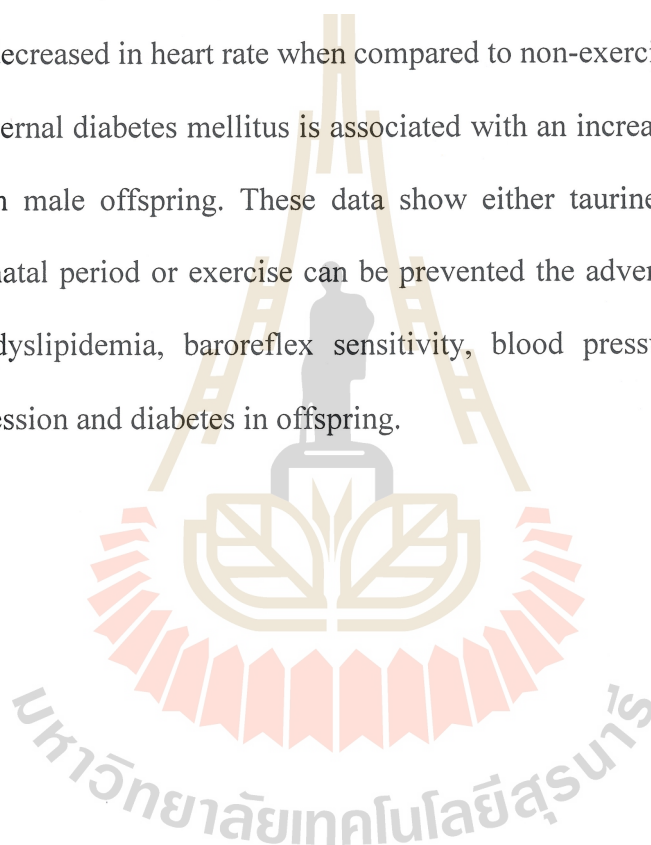 ecreased in heart rate when compared to non-exerci
ernal diabetes mellitus is associated with an increa
n male offspring. These data show either taurine
natal period or exercise can be prevented the adver
dyslipidemia, baroreflex sensitivity, blood press
ession and diabetes in offspring.
มหาวิทยาลัยเทคโนโลยีสุรนารี